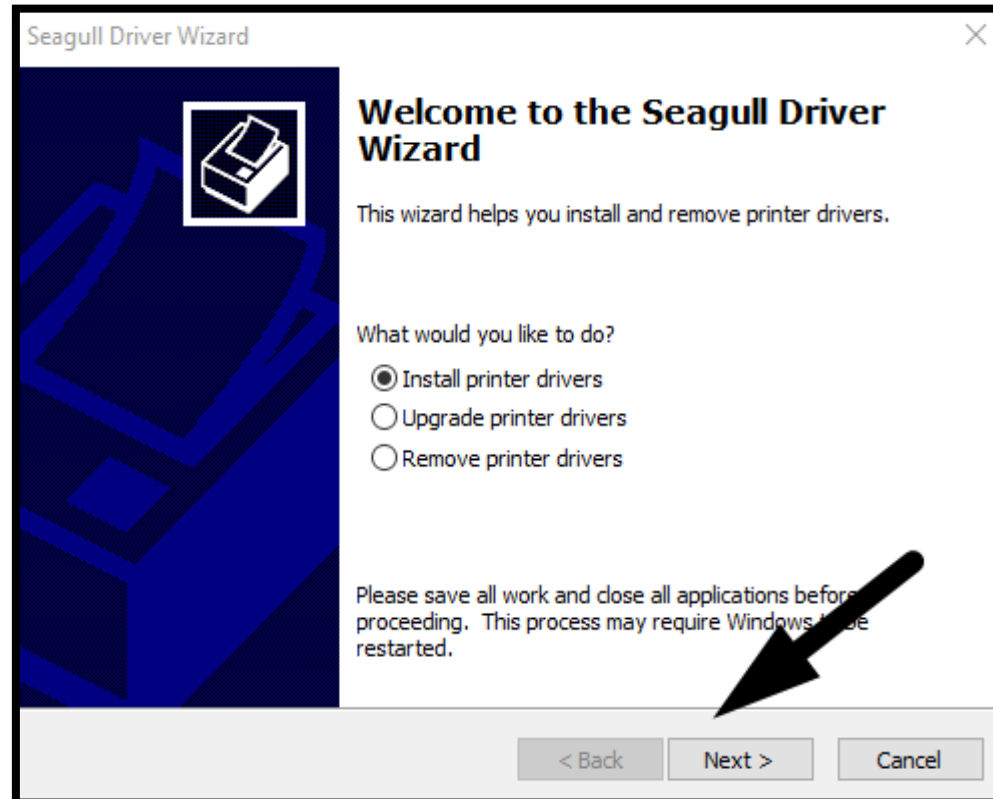 Seagull Driver Wizard
Welcome to the Seagull Driver
Wizard
This wizard helps you install and remove printer drivers.
What would you like to do?
Install printer drivers
Upgrade printer drivers
Remove printer drivers
Please save all work and close all applications before
proceeding. This process may require Windows to be
restarted.
< Back
Next >
Cancel